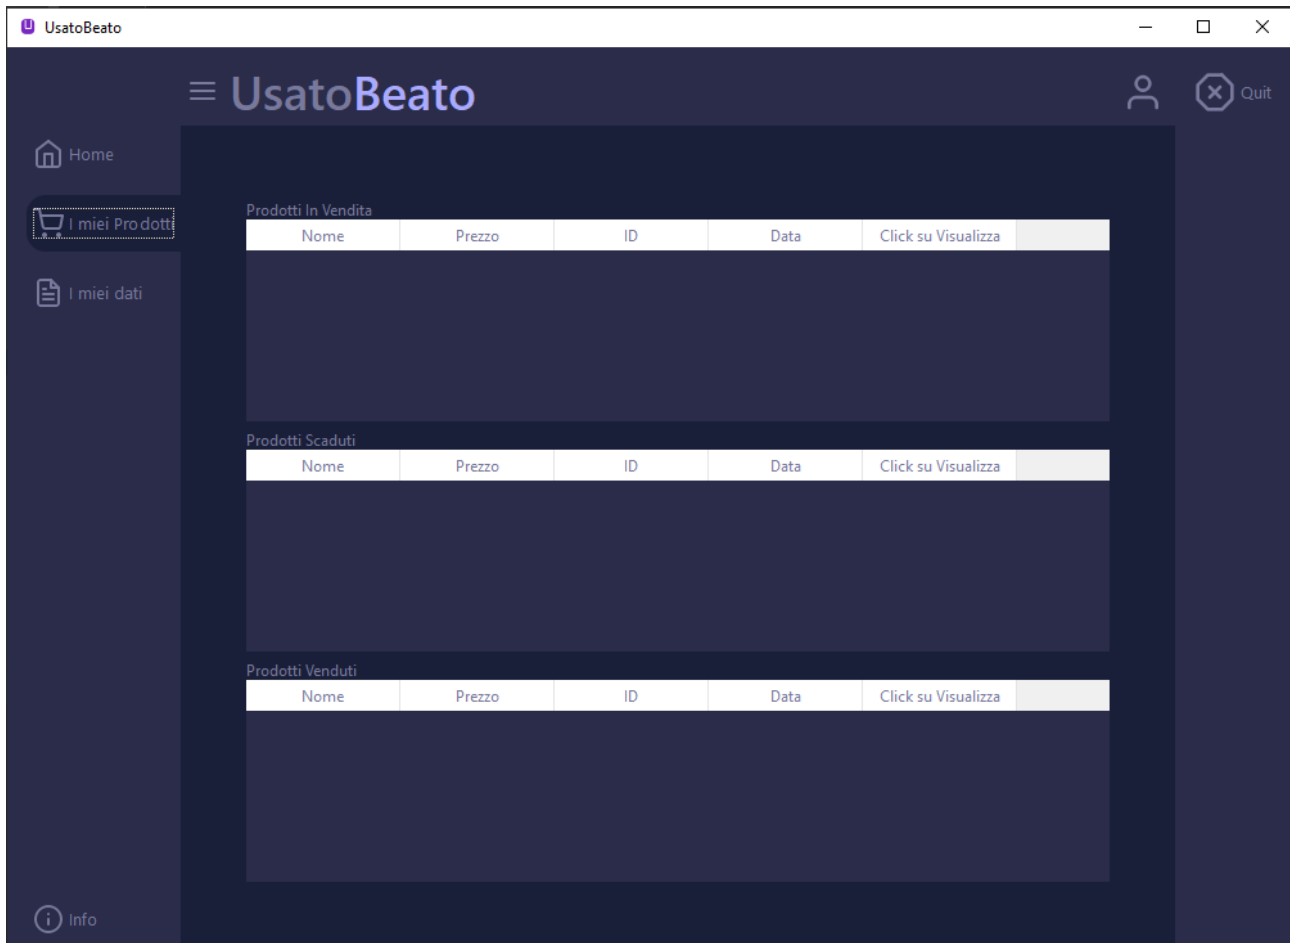 UsatoBeato
UsatoBeato
Quit
Home
I miei Prodotti
I miei dati
Prodotti In Vendita
Nome Prezzo ID Data Click su Visualizza
Prodotti Scaduti
Nome Prezzo ID Data Click su Visualizza
Prodotti Venduti
Nome Prezzo ID Data Click su Visualizza
Info